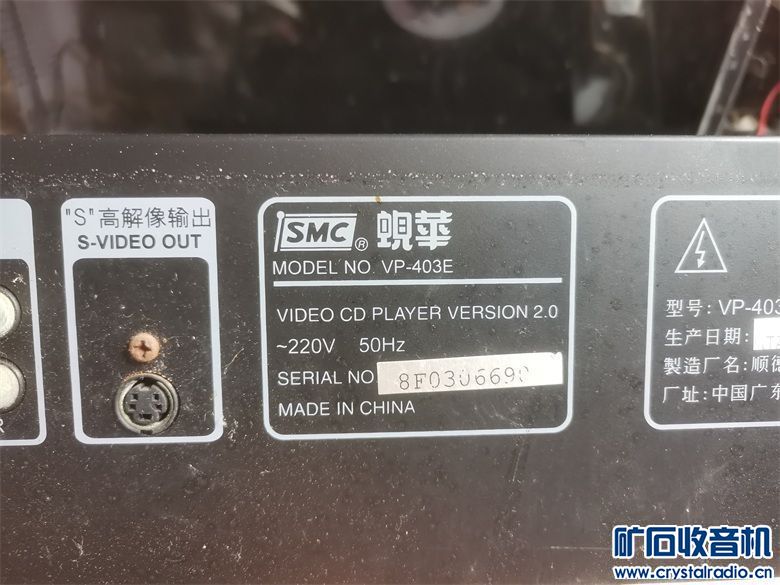 "S"高解像输出
S-VIDEO OUT
R
SMC® 蚬華
MODEL NO. VP-403E
VIDEO CD PLAYER VERSION 2.0
~220V 50Hz
SERIAL NO 8F0306690
MADE IN CHINA
型号: VP-403
生产日期:
製造厂名: 顺德
厂址: 中国广东
矿石收音机
www.crystalradio.cn